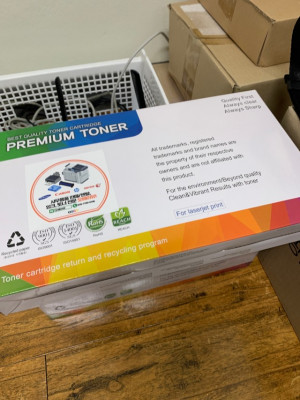 BEST QUALITY TONER CARTRIDGE
PREMIUM TONER
Quality First
Always clear
Always Sharp
All trademarks, registered
trademarks and brand names are
the property of their respective
owners and are not affiliated with
this product.
For the environment/Beyond quality
Clean&Vibrant Results with toner
For laserjet print
REACH
Toner cartridge return and recycling program